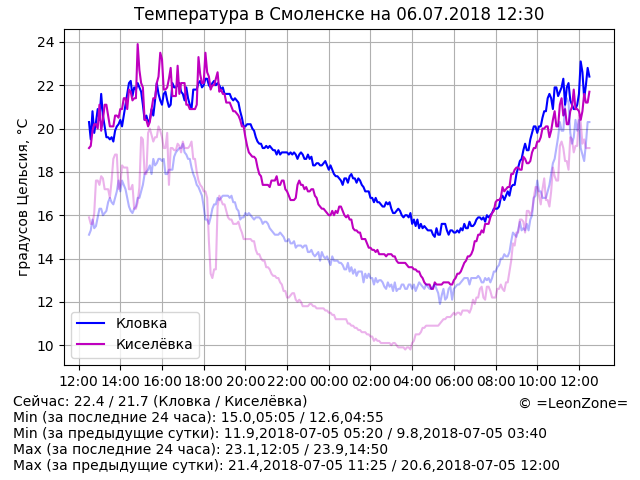 Температура в Смоленске на 06.07.2018 12:30
градусов Цельсия, °C
24
22
20
18
16
14
12
10
Кловка
Киселёвка
12:00 14:00 16:00 18:00 20:00 22:00 00:00 02:00 04:00 06:00 08:00 10:00 12:00
Сейчас: 22.4 / 21.7 (Кловка / Киселёвка)
© =LeonZone=
Min (за последние 24 часа): 15.0,05:05 / 12.6,04:55
Min (за предыдущие сутки): 11.9,2018-07-05 05:20 / 9.8,2018-07-05 03:40
Max (за последние 24 часа): 23.1,12:05 / 23.9,14:50
Max (за предыдущие сутки): 21.4,2018-07-05 11:25 / 20.6,2018-07-05 12:00